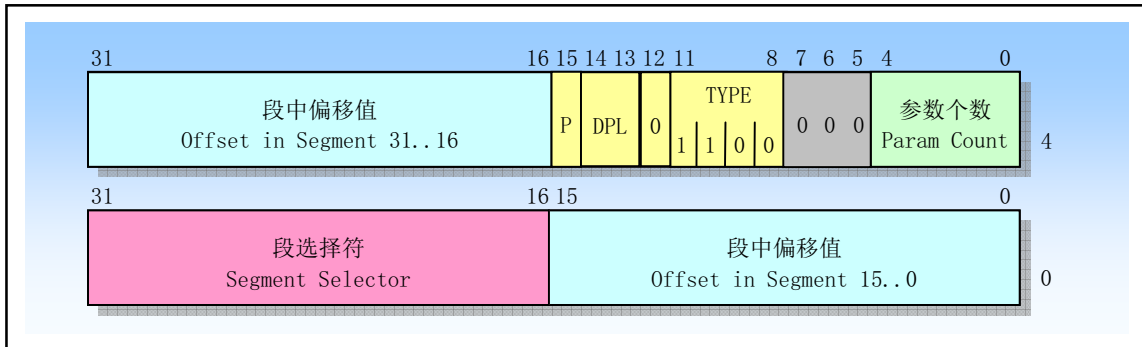 31 16 15 14 13 12 11 8 7 6 5 4 0
段中偏移值
Offset in Segment 31..16
P
DPL
0
TYPE
1 1 0 0
0 0 0
参数个数
Param Count
4
31 16 15 0
段选择符
Segment Selector
段中偏移值
Offset in Segment 15..0
0